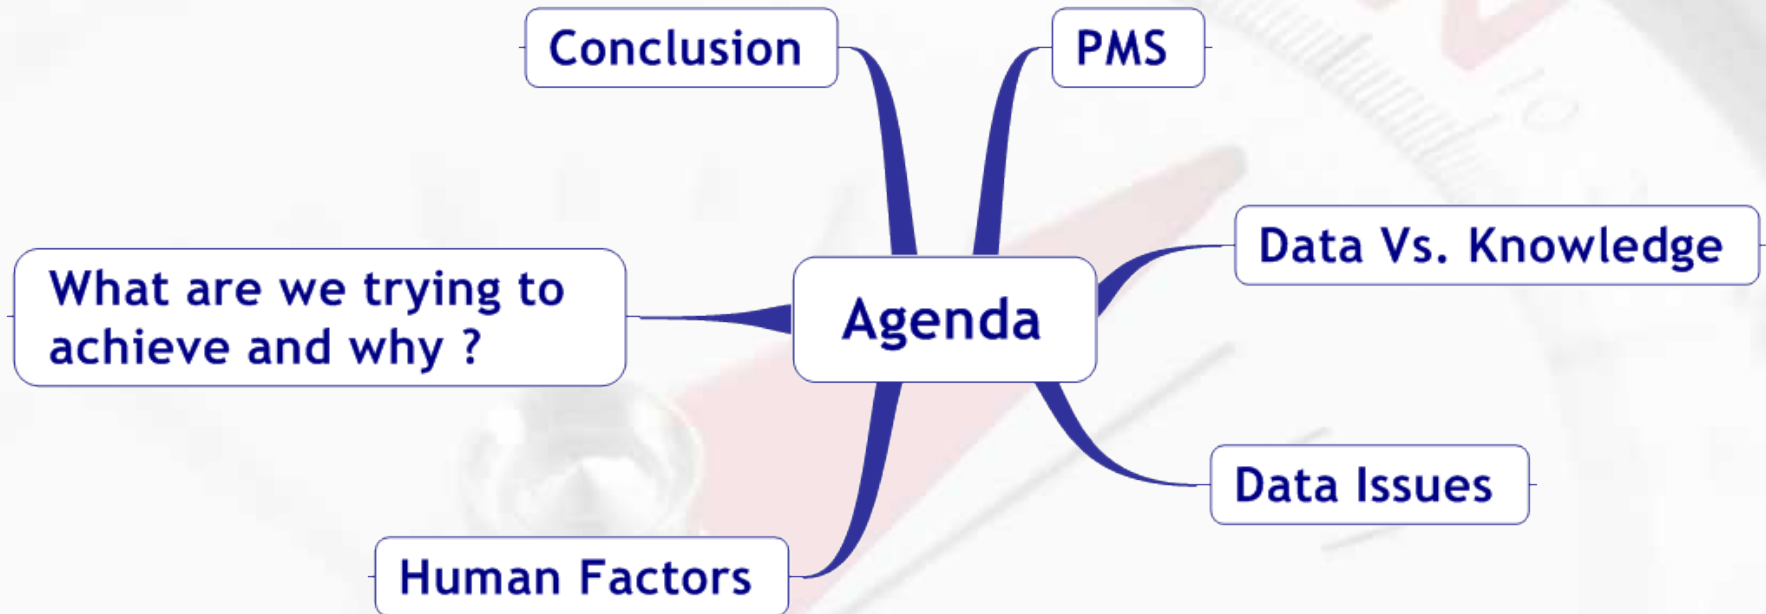 Conclusion
PMS
Data Vs. Knowledge
What are we trying to
achieve and why ?
Agenda
Data Issues
Human Factors